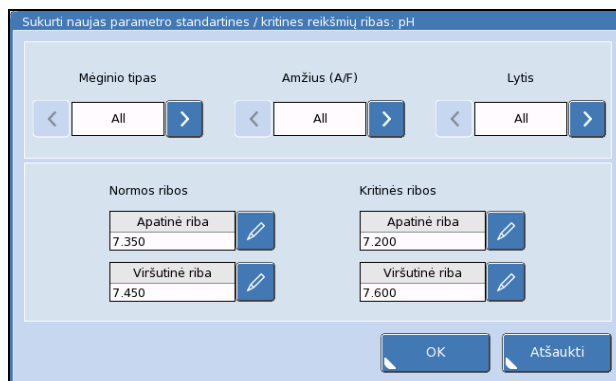 Sukurti naujas parametro standartines / kritines reikšmių ribas: pH
Mėginio tipas Amžius (A/F) Lytis
All All All
Normos ribos Kritinės ribos
Apatinė riba Apatinė riba
7.350 7.200
Viršutinė riba Viršutinė riba
7.450 7.600
OK Atšaukti